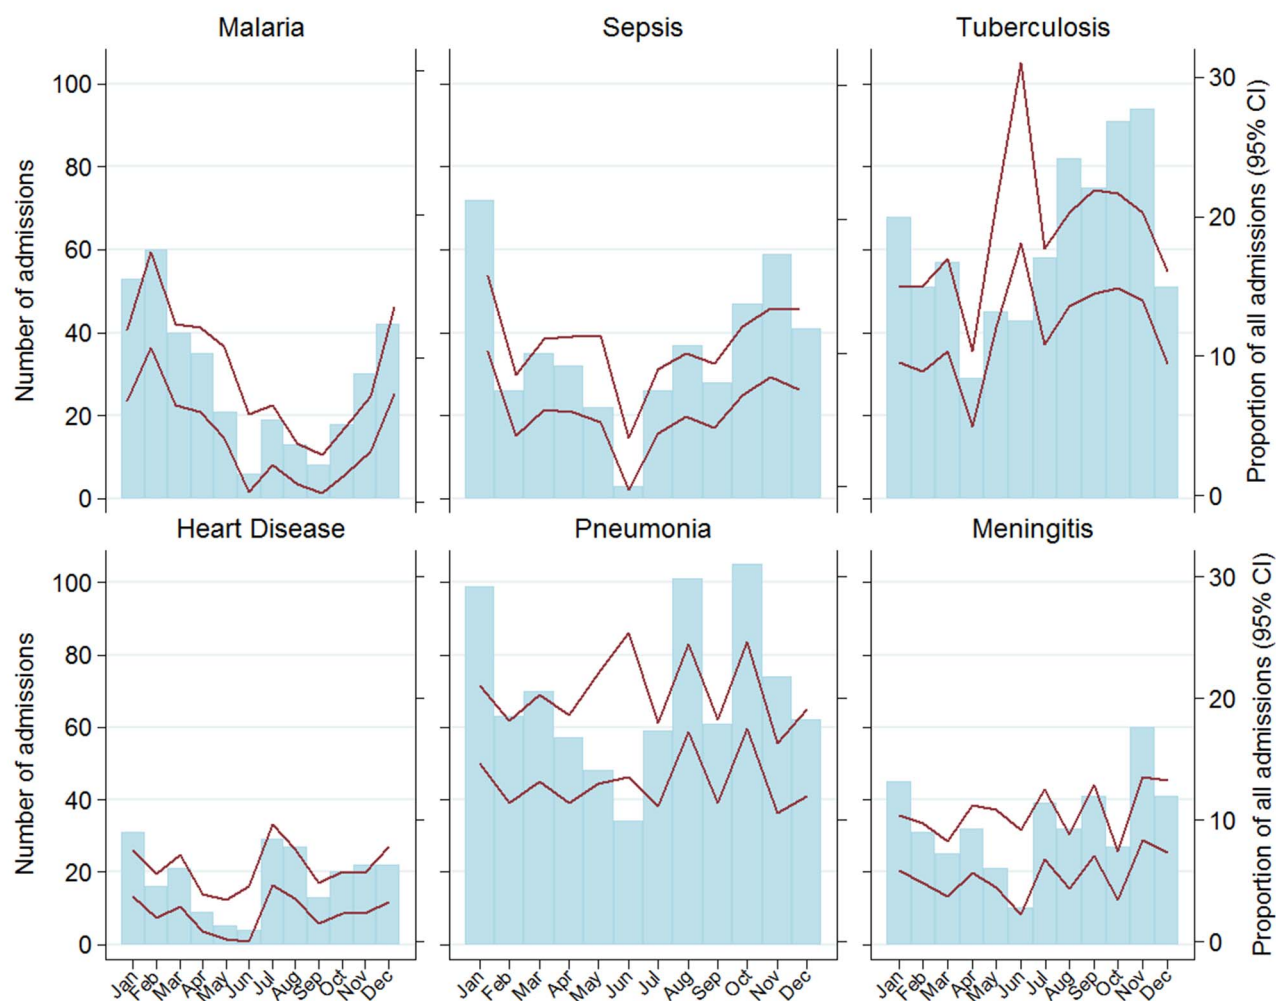 Malaria Sepsis Tuberculosis
Number of admissions
100
80
60
40
20
0
30
20
10
0
Proportion of all admissions (95% CI)
Heart Disease Pneumonia Meningitis
Number of admissions
100
80
60
40
20
0
30
20
10
0
Proportion of all admissions (95% CI)
Jan Feb Mar Apr May Jun Jul Aug Sep Oct Nov Dec
Jan Feb Mar Apr May Jun Jul Aug Sep Oct Nov Dec
Jan Feb Mar Apr May Jun Jul Aug Sep Oct Nov Dec